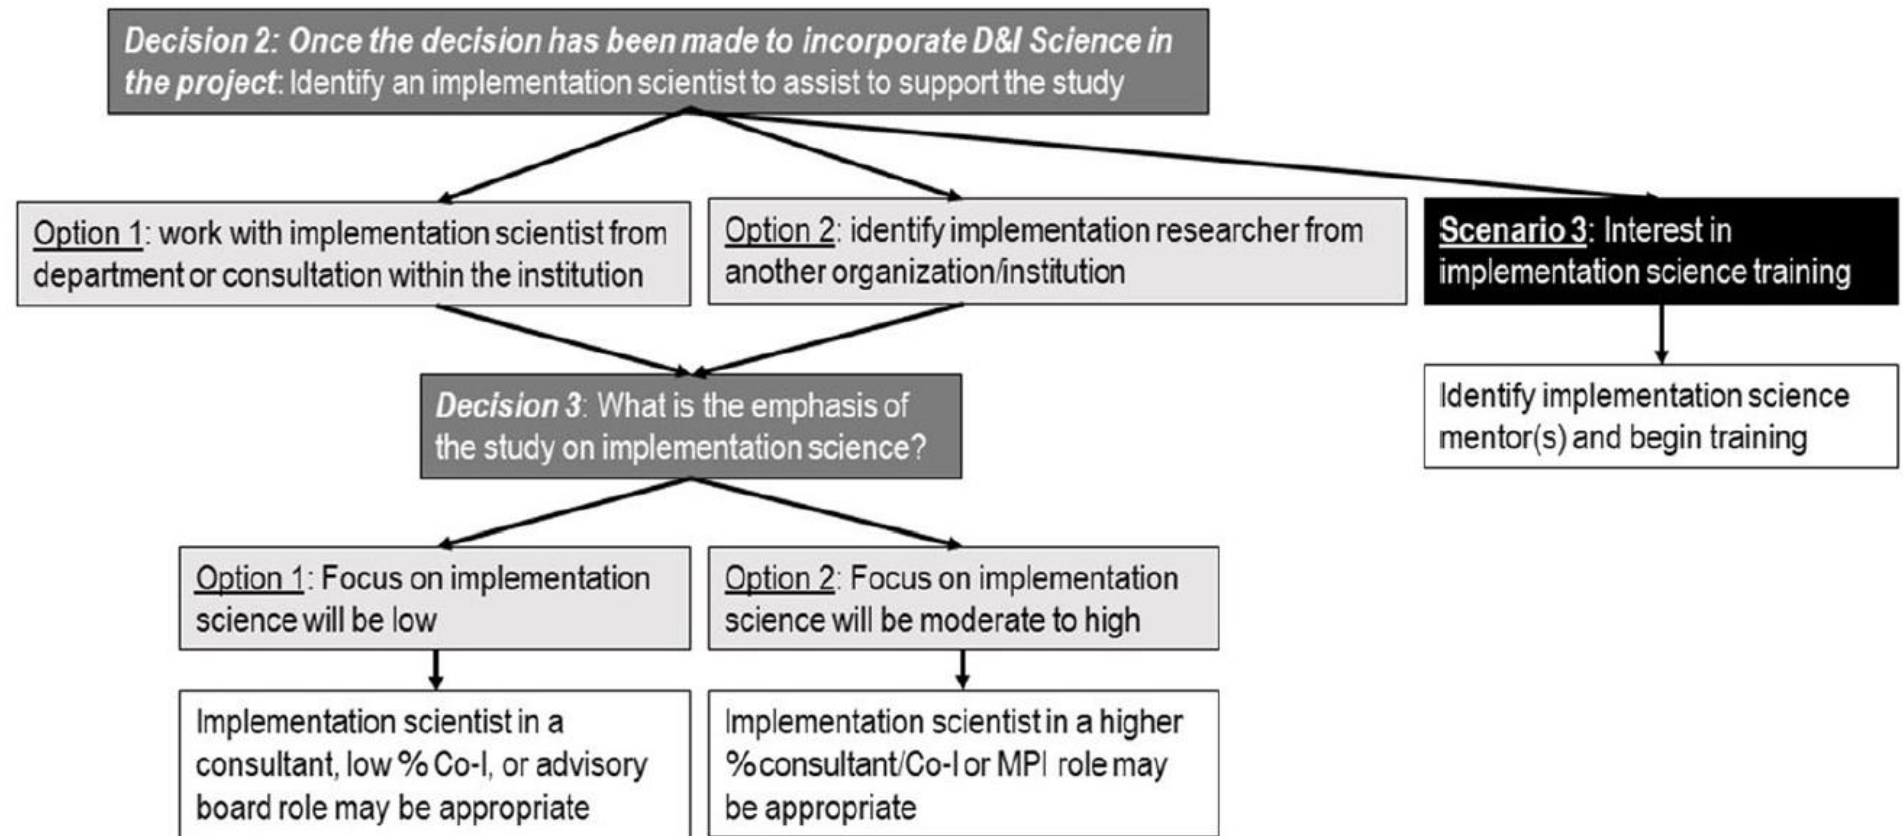 Decision 2: Once the decision has been made to incorporate D&I Science in
the project: Identify an implementation scientist to assist to support the study
Option 1: work with implementation scientist from
department or consultation within the institution
Option 2: identify implementation researcher from
another organization/institution
Scenario 3: Interest in
implementation science training
Decision 3: What is the emphasis of
the study on implementation science?
Identify implementation science
mentor(s) and begin training
Option 1: Focus on implementation
science will be low
Option 2: Focus on implementation
science will be moderate to high
Implementation scientist in a
consultant, low % Co-I, or advisory
board role may be appropriate
Implementation scientist in a higher
% consultant/Co-I or MPI role may
be appropriate